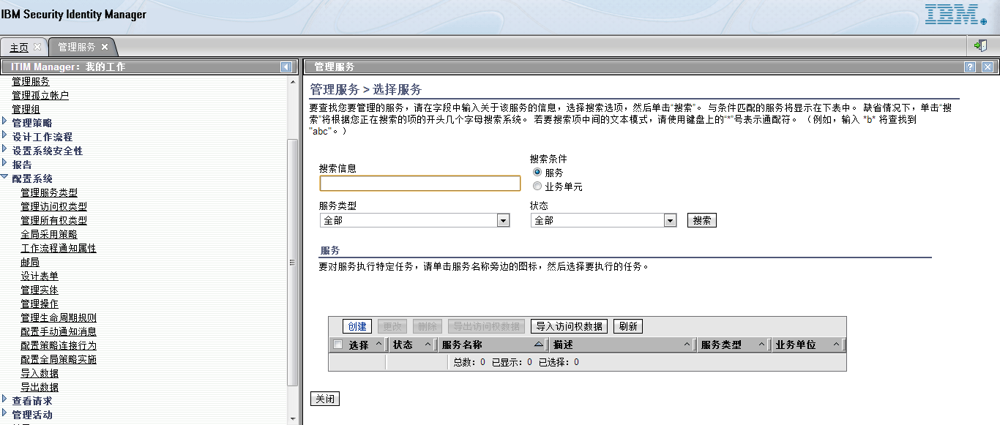 IBM Security Identity Manager
IBM
主页
管理服务
ITIM Manager：我的工作
管理服务
管理孤立帐户
管理组
管理策略
设计工作流程
设置系统安全性
报告
配置系统
管理服务类型
管理访问权类型
管理所有权类型
全局采用策略
工作流程通知属性
邮局
设计表单
管理实体
管理操作
管理生命周期规则
配置手动通知消息
配置策略连接行为
配置全局策略实施
导入数据
导出数据
查看请求
管理活动
管理服务
?
管理服务 > 选择服务
要查找您要管理的服务，请在字段中输入关于该服务的信息，选择搜索选项，然后单击“搜索”。 与条件匹配的服务将显示在下表中。 缺省情况下，单击“搜
索”将根据您正在搜索的项的开头几个字母搜索系统。 若要搜索项中间的文本模式，请使用键盘上的“*”号表示通配符。 （例如，输入 *b* 将查找到
"abc"。）
搜索信息
搜索条件
服务
业务单元
服务类型
状态
全部
全部
搜索
服务
要对服务执行特定任务，请单击服务名称旁边的图标，然后选择要执行的任务。
创建 更改 删除 导出访问权数据 导入访问权数据 刷新
选择 状态 服务名称 描述 服务类型 业务单位
总数：0 已显示：0 已选择：0
关闭